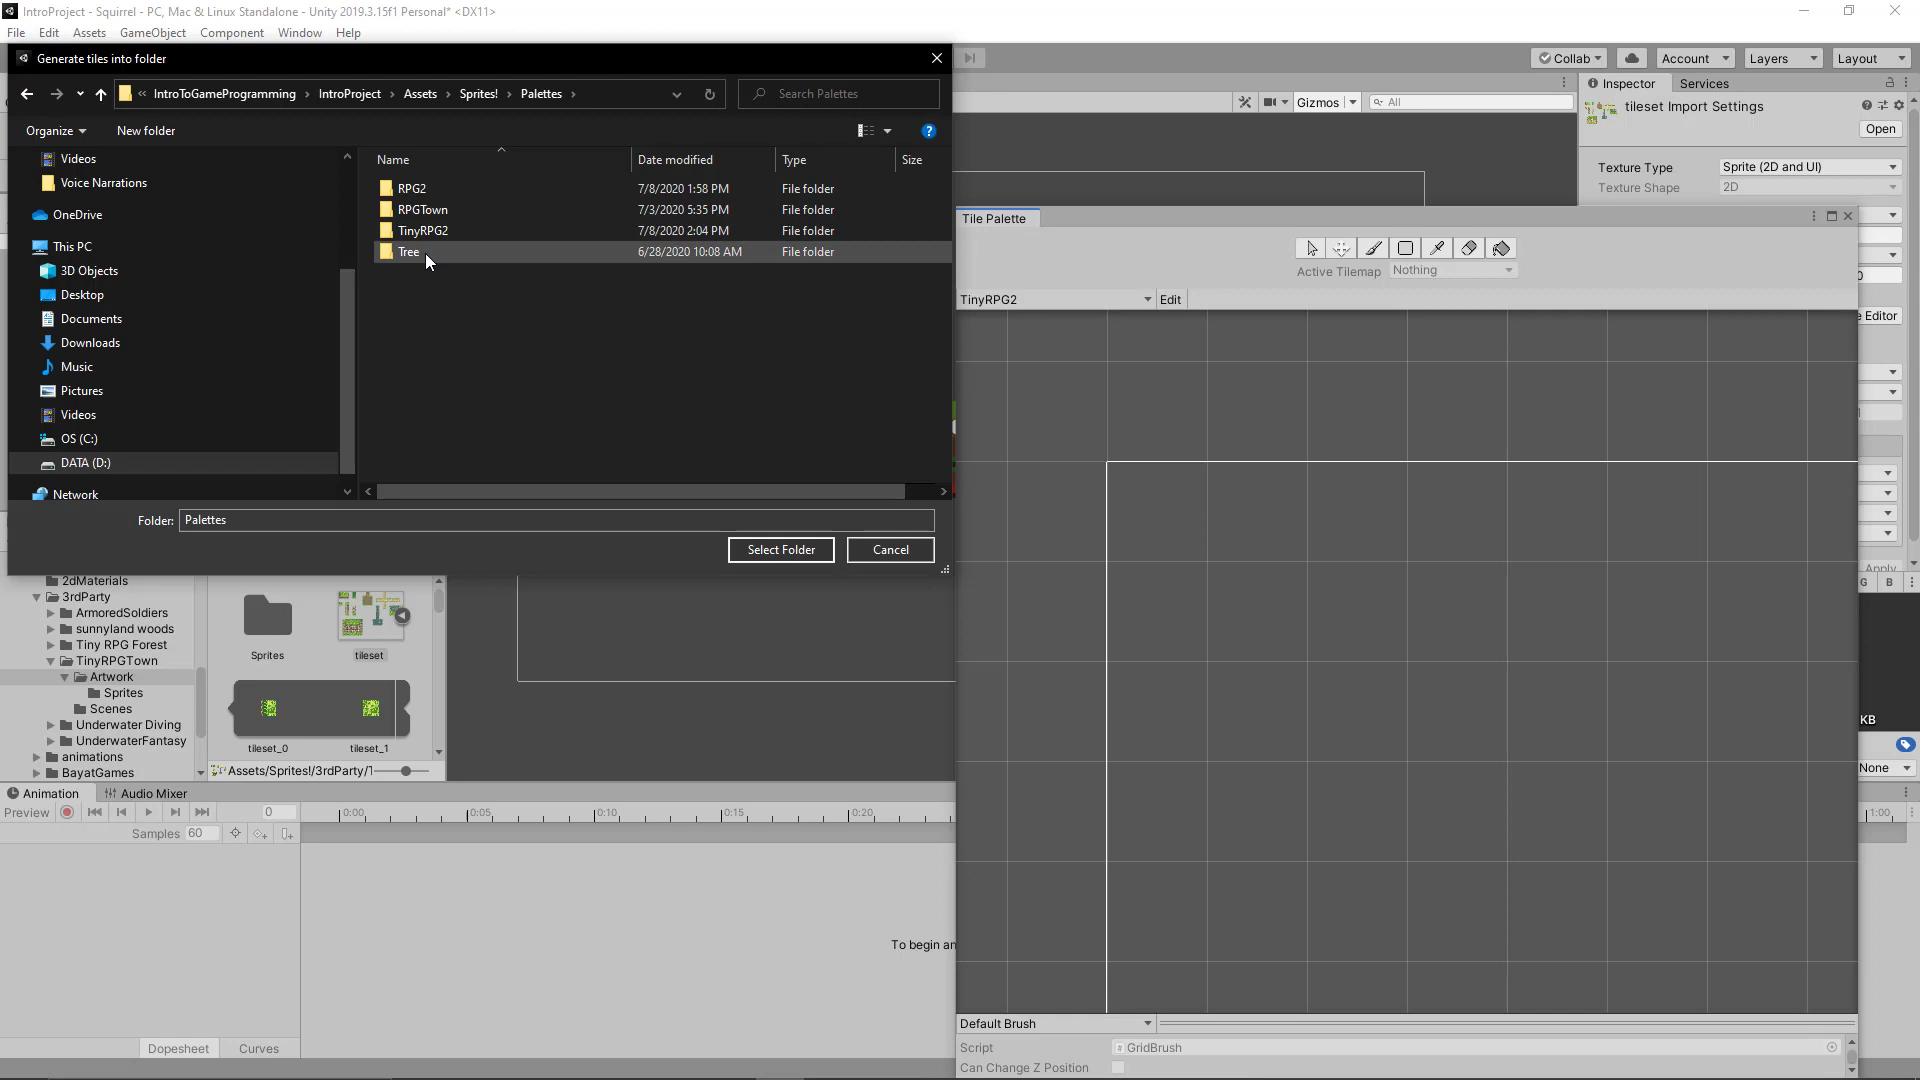 IntroProject - Squirrel - PC, Mac & Linux Standalone - Unity 2019.3.15f1 Personal* <DX11>
File Edit Assets GameObject Component Window Help
Generate tiles into folder
Collab Account Layers Layout
« IntroToGameProgramming › IntroProject › Assets › Sprites! › Palettes ›
Search Palettes
Gizmos All
Inspector Services
tileset Import Settings
Open
Organize New folder
Videos
Voice Narrations
OneDrive
This PC
3D Objects
Desktop
Documents
Downloads
Music
Pictures
Videos
OS (C:)
DATA (D:)
Network
Name Date modified Type Size
RPG2 7/8/2020 1:58 PM File folder
RPGTown 7/3/2020 5:35 PM File folder
TinyRPG2 7/8/2020 2:04 PM File folder
Tree 6/28/2020 10:08 AM File folder
Folder: Palettes
Select Folder Cancel
Texture Type Sprite (2D and UI)
Texture Shape 2D
Tile Palette
Active Tilemap Nothing
TinyRPG2 Edit
e Editor
Apply
G B
2dMaterials
3rdParty
ArmoredSoldiers
sunnyland woods
Tiny RPG Forest
TinyRPGTown
Artwork
Sprites
Scenes
Underwater Diving
UnderwaterFantasy
animations
BayatGames
Sprites tileset
tileset_0 tileset_1
Assets/Sprites!/3rdParty/T
KB
None
Animation Audio Mixer
Preview 0 0:00 0:05 0:10 0:15 0:20 1:00
Samples 60
To begin an
Dopesheet Curves
Default Brush
Script GridBrush
Can Change Z Position